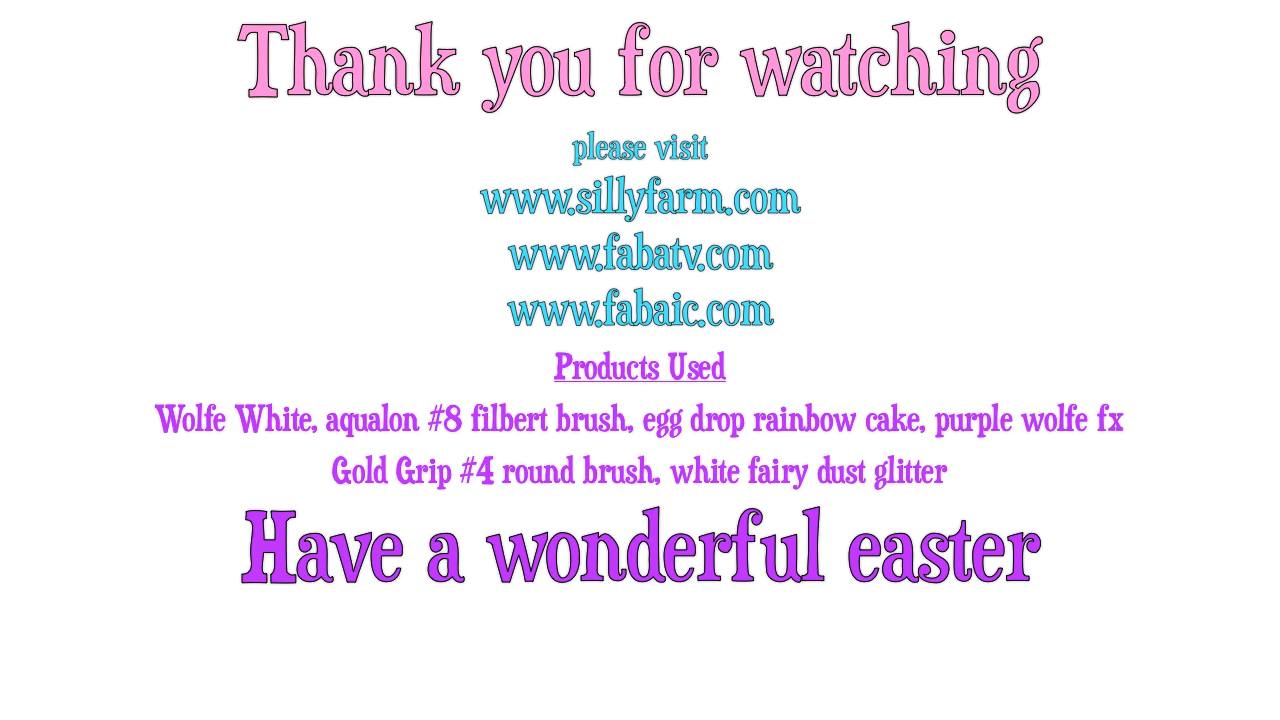 Thank you for watching
please visit
www.sillyfarm.com
www.fabatv.com
www.fabaic.com
Products Used
Wolfe White, aqualon #8 filbert brush, egg drop rainbow cake, purple wolfe fx
Gold Grip #4 round brush, white fairy dust glitter
Have a wonderful easter